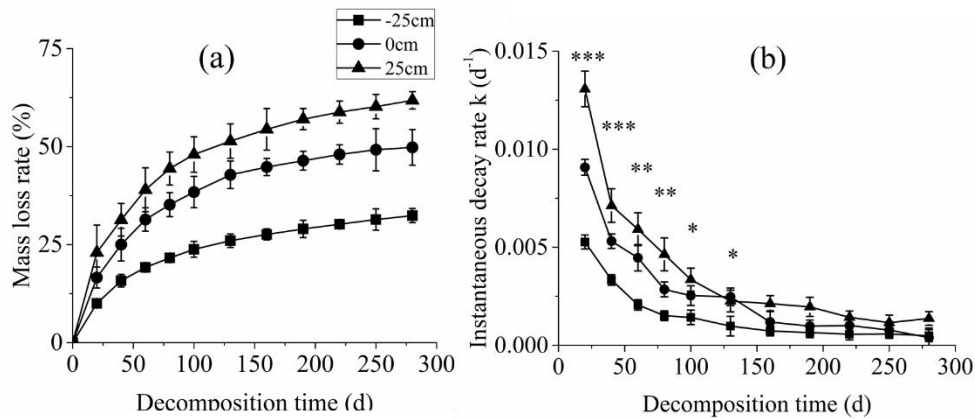 (a)
-25cm
0cm
25cm
Mass loss rate (%)
75
50
25
0
0 50 100 150 200 250 300
Decomposition time (d)
(b)
Instantaneous decay rate k (d⁻¹)
0.015
0.010
0.005
0.000
***
***
**
**
*
*
0 50 100 150 200 250 300
Decomposition time (d)